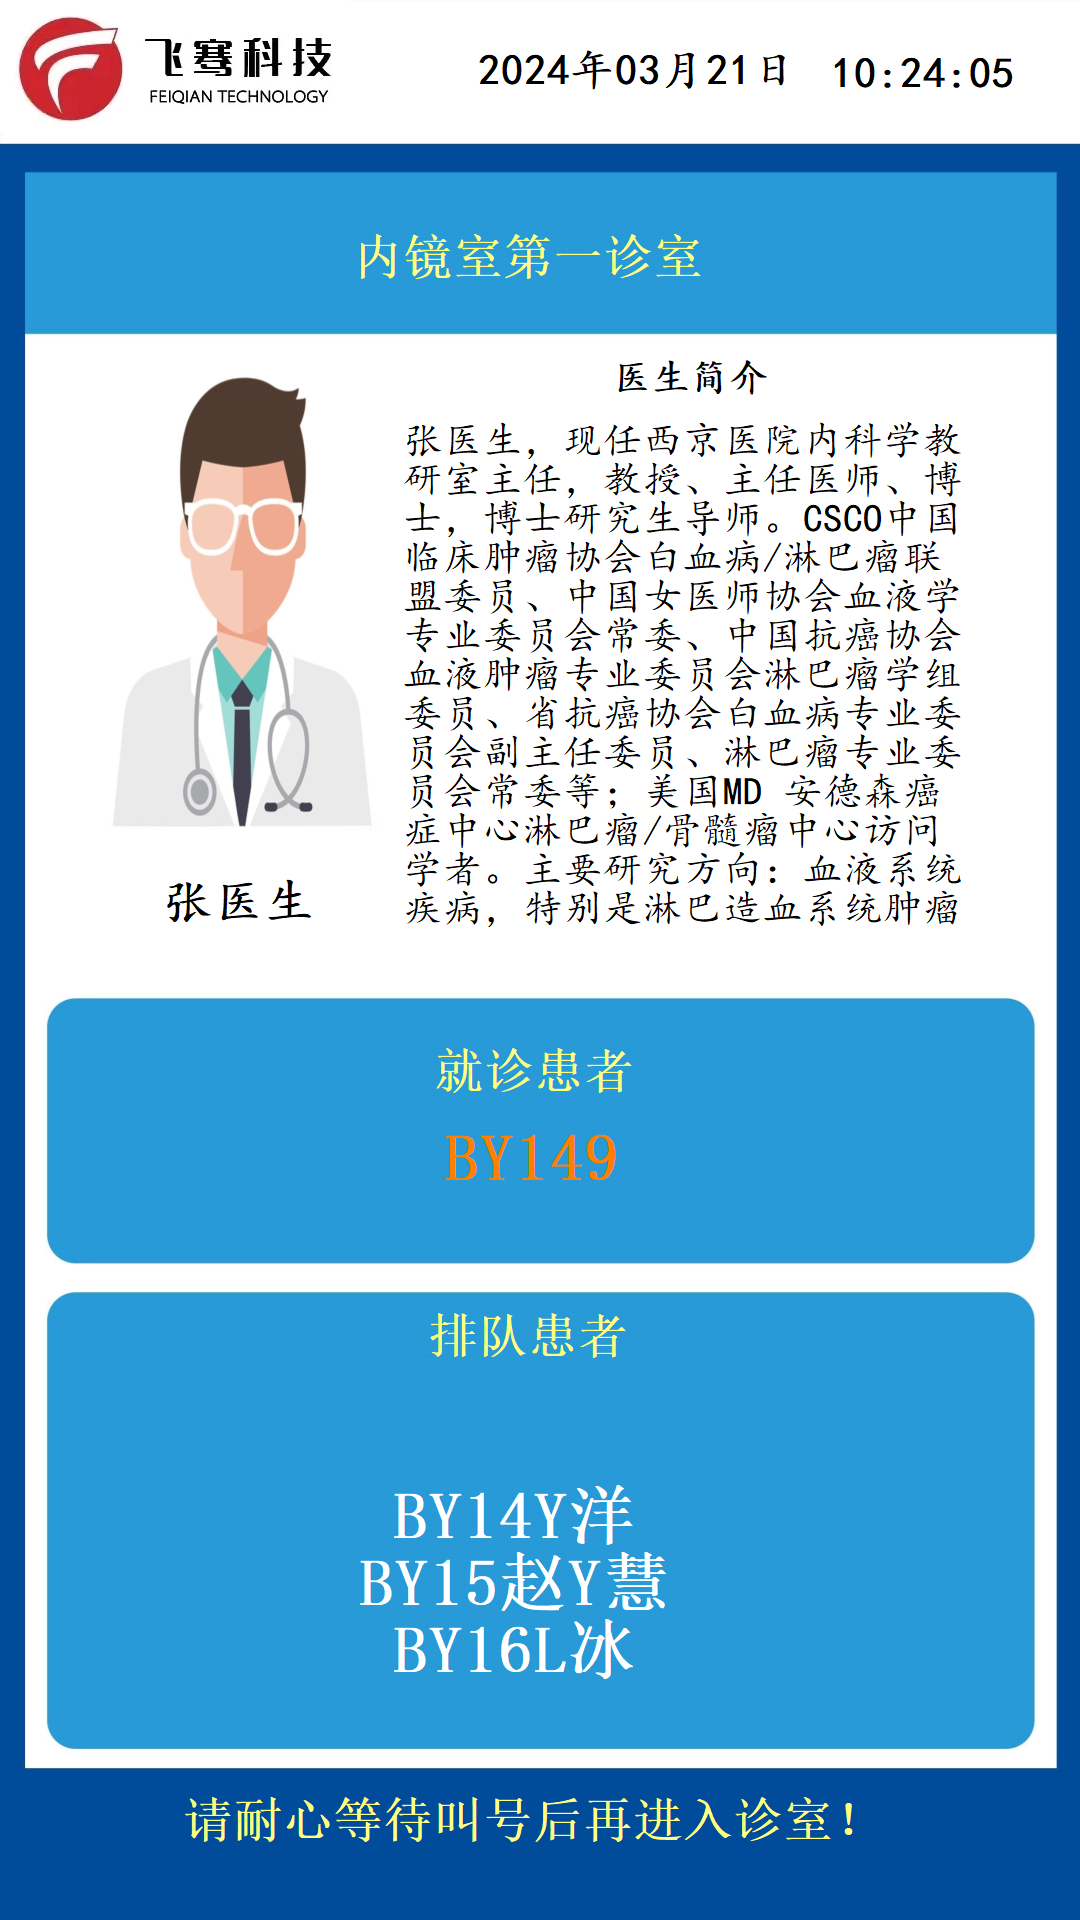 飞骞科技
FEIQIAN TECHNOLOGY
2024年03月21日 10:24:05
内镜室第一诊室
医生简介
张医生，现任西京医院内科学教
研室主任，教授、主任医师、博
士，博士研究生导师。CSCO中国
临床肿瘤协会白血病/淋巴瘤联
盟委员、中国女医师协会血液学
专业委员会常委、中国抗癌协会
血液肿瘤专业委员会淋巴瘤学组
委员、省抗癌协会白血病专业委
员会副主任委员、淋巴瘤专业委
员会常委等；美国MD 安德森癌
症中心淋巴瘤/骨髓瘤中心访问
学者。主要研究方向：血液系统
疾病，特别是淋巴造血系统肿瘤
张医生
就诊患者
BY149
排队患者
BY14Y洋
BY15赵Y慧
BY16L冰
请耐心等待叫号后再进入诊室！